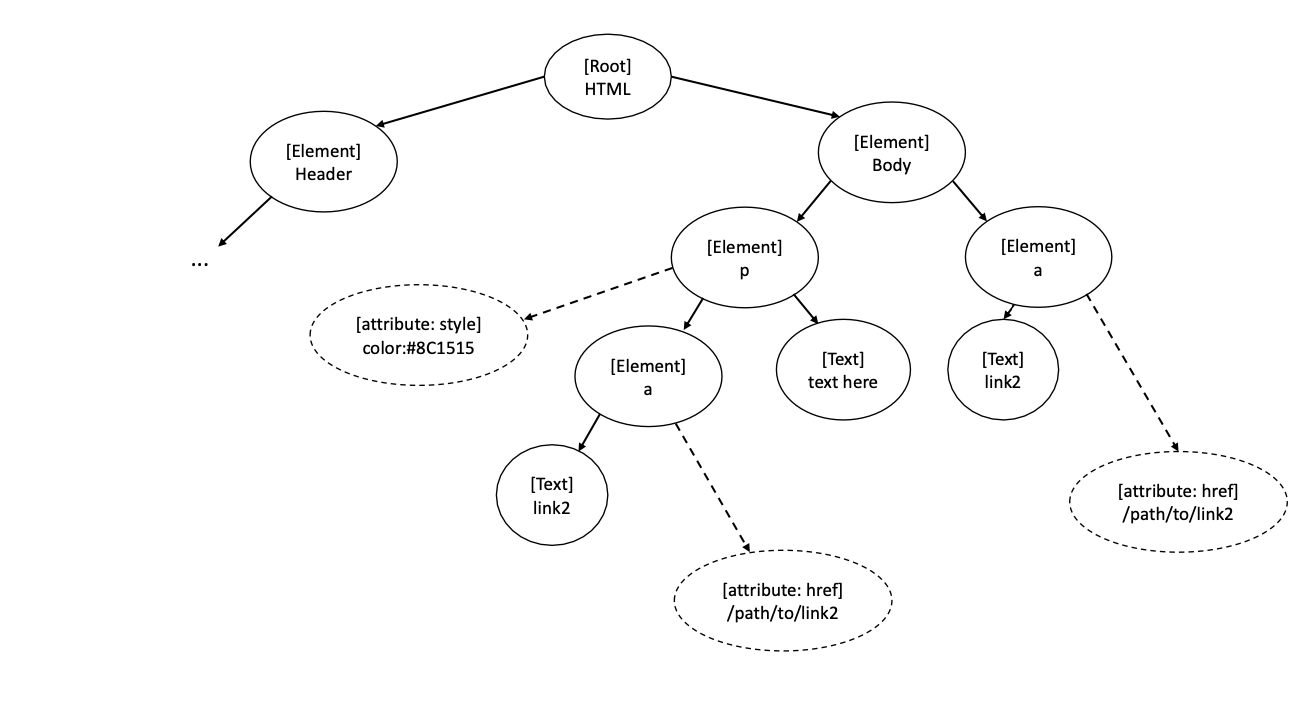 [Root]
HTML
[Element]
Header
[Element]
Body
...
[Element]
p
[Element]
a
[attribute: style]
color:#8C1515
[Element]
a
[Text]
text here
[Text]
link2
[Text]
link2
[attribute: href]
/path/to/link2
[attribute: href]
/path/to/link2